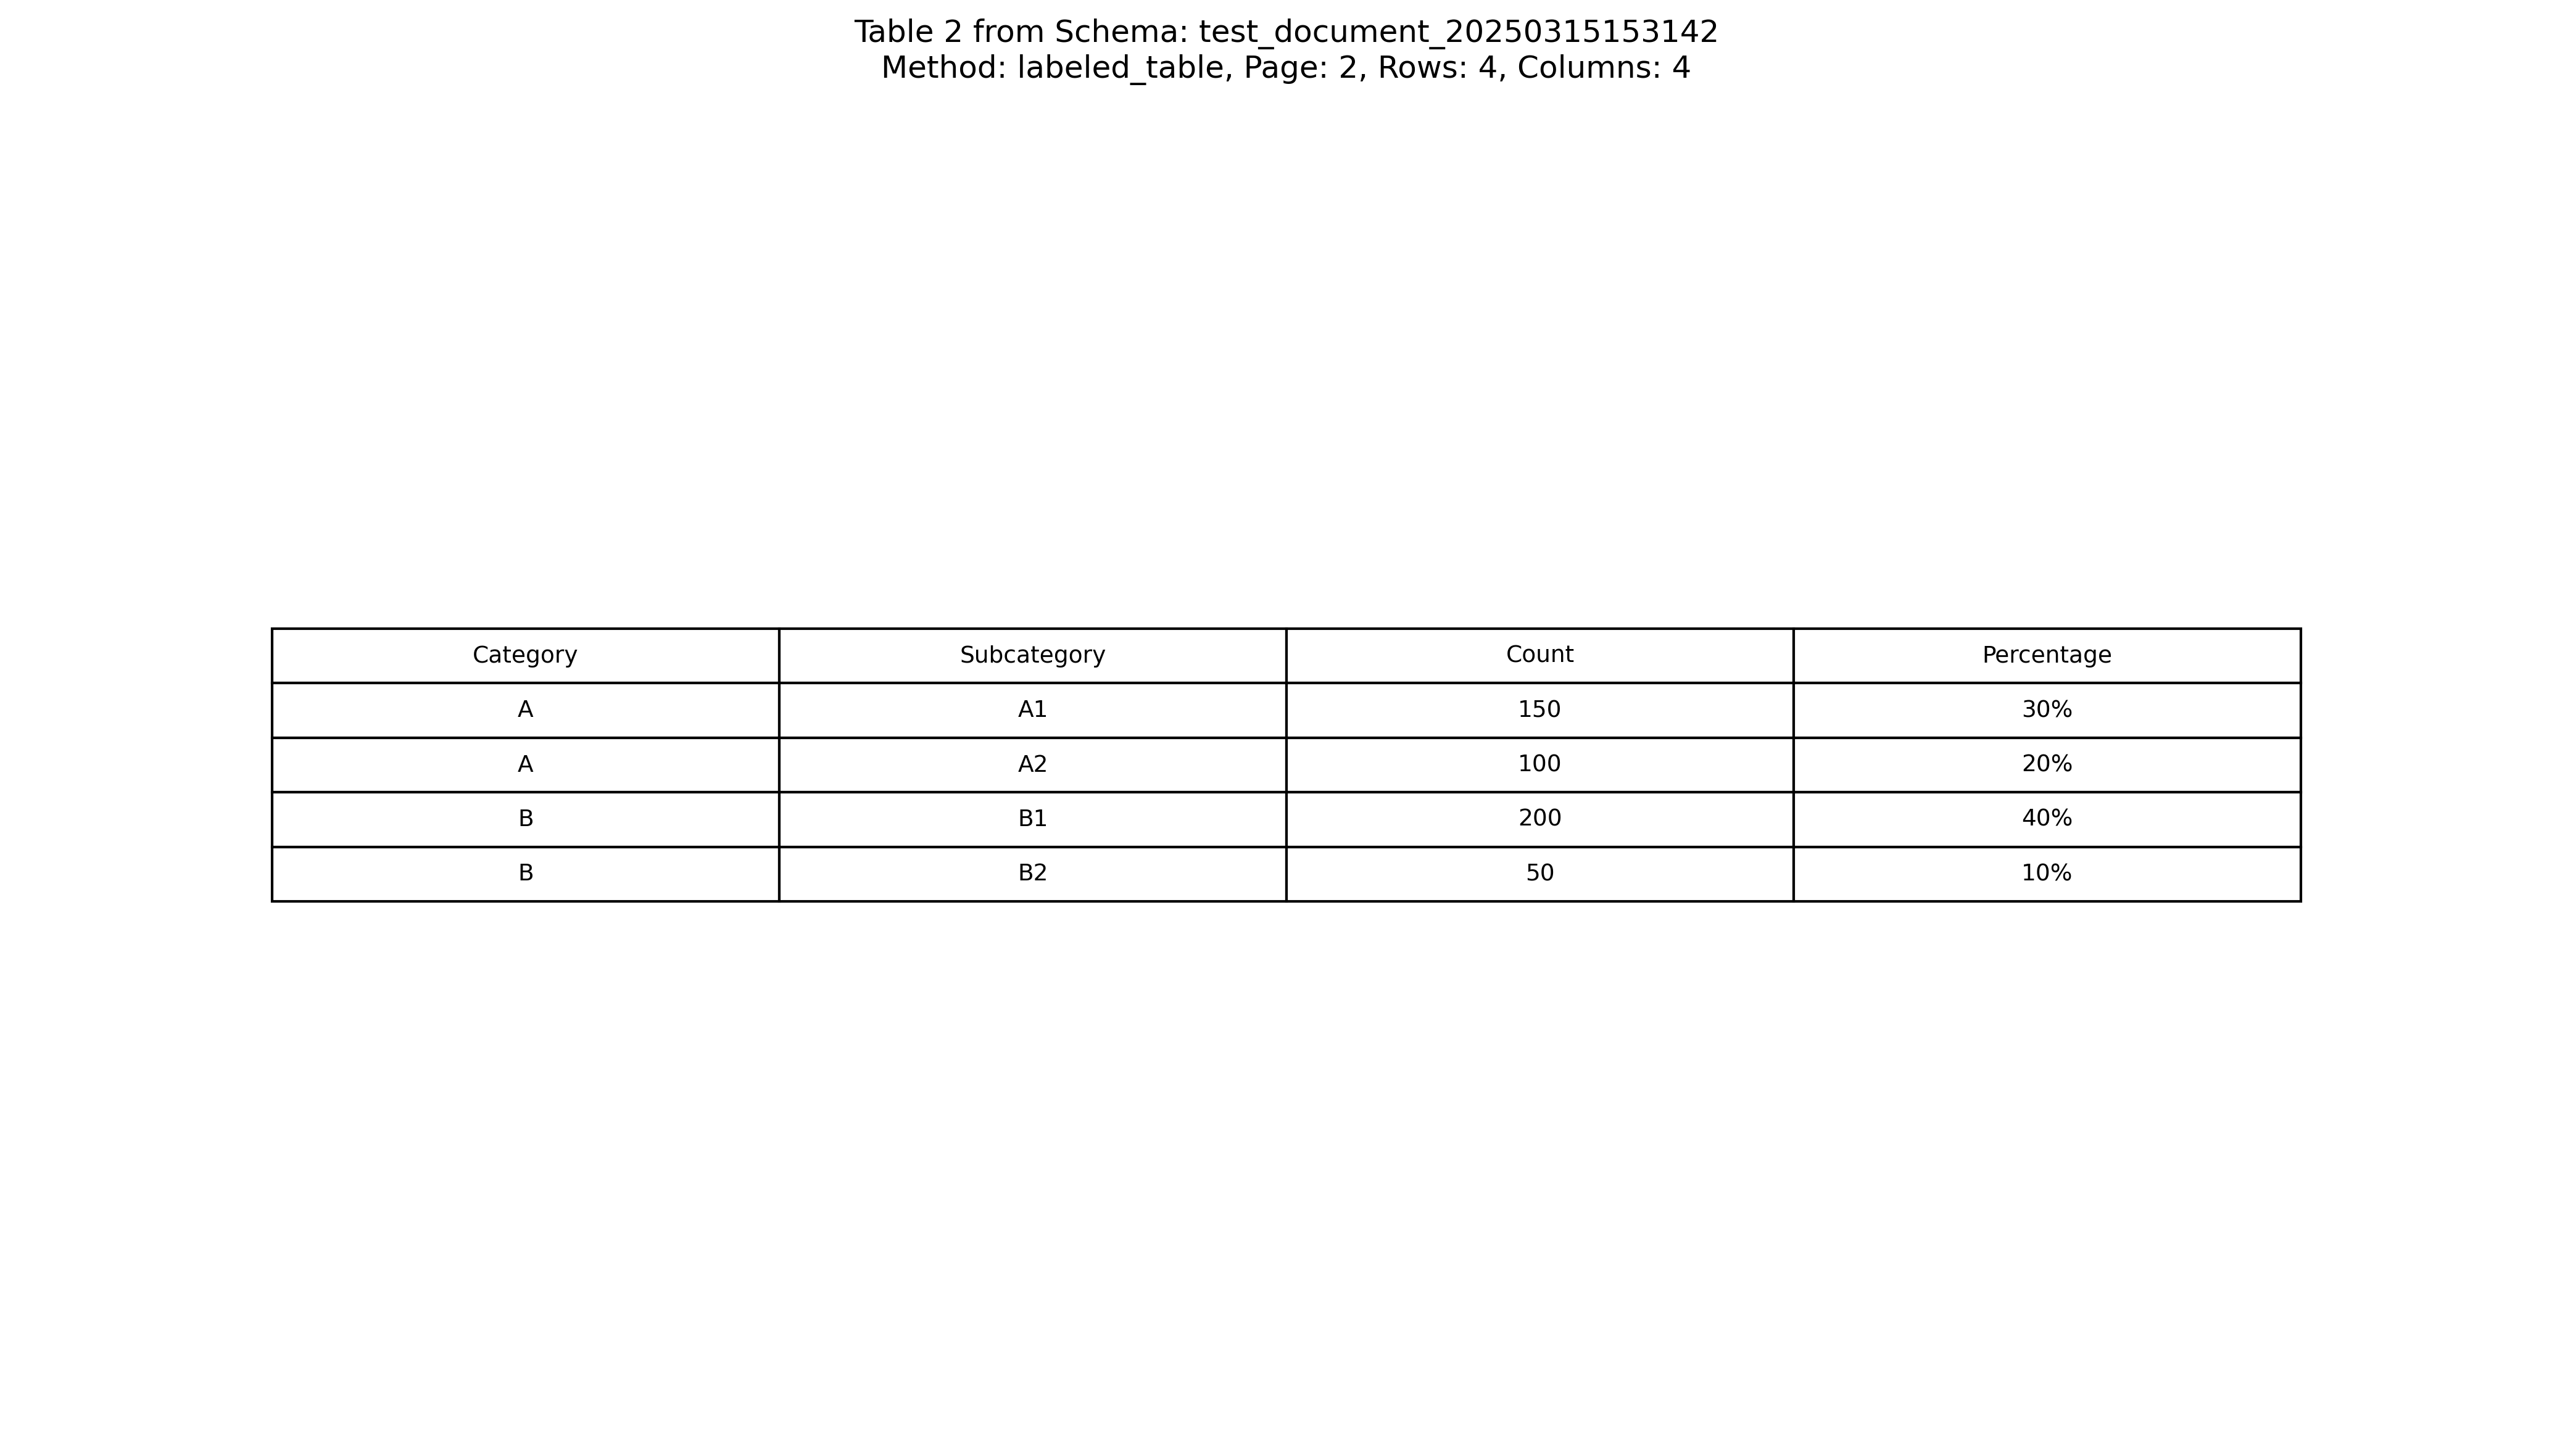 Table 2 from Schema: test_document_20250315153142
Method: labeled_table, Page: 2, Rows: 4, Columns: 4
Category Subcategory Count Percentage
A A1 150 30%
A A2 100 20%
B B1 200 40%
B B2 50 10%